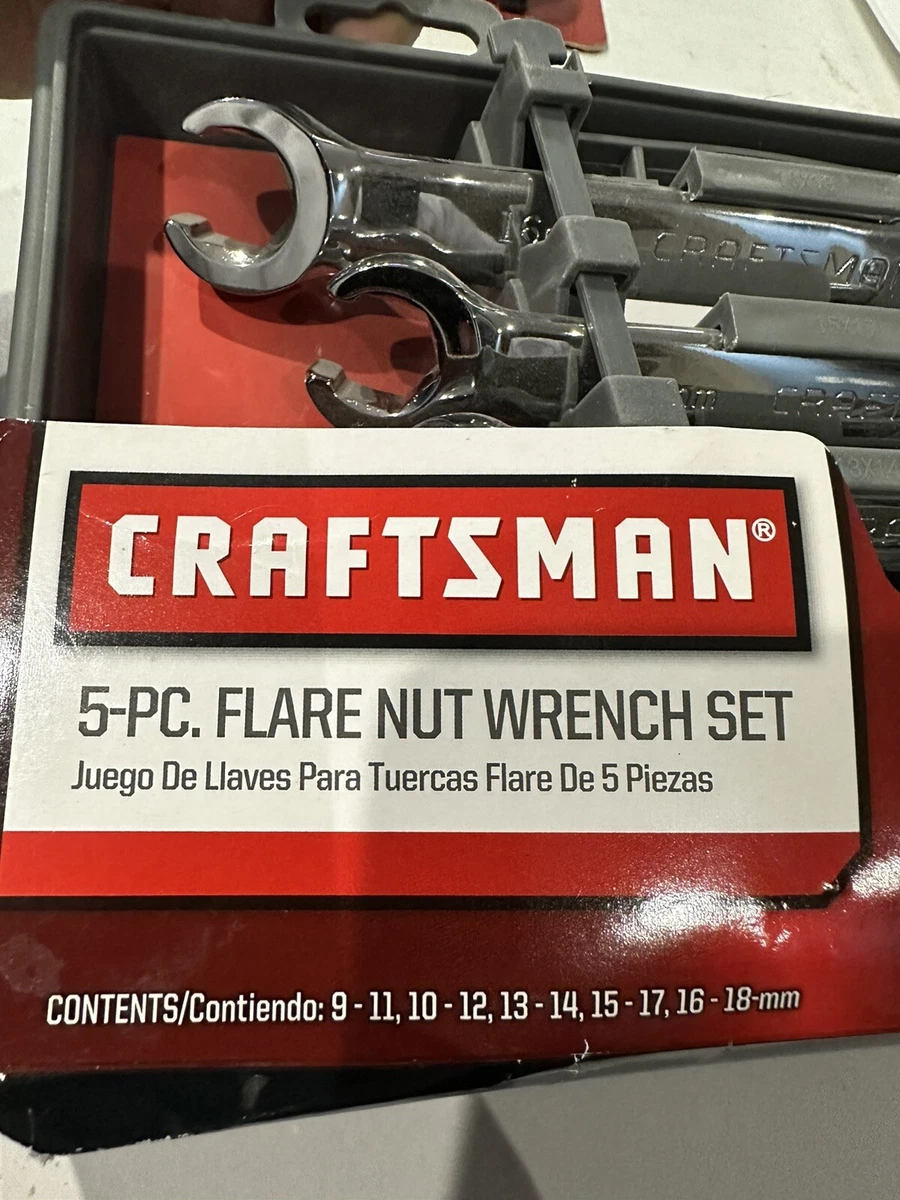 CRAFTSMAN
CRAFTSMAN®
5-PC. FLARE NUT WRENCH SET
Juego De Llaves Para Tuercas Flare De 5 Piezas
CONTENTS/Contiendo: 9 - 11, 10 - 12, 13 - 14, 15 - 17, 16 - 18-mm